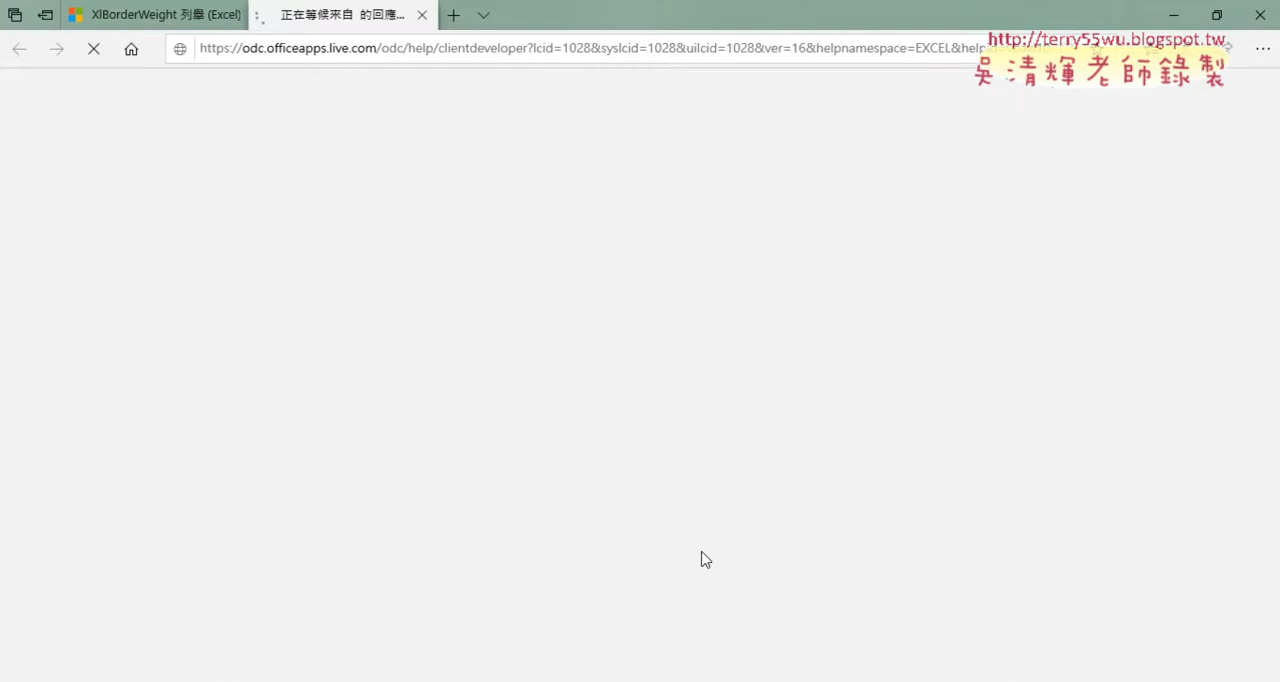 XlBorderWeight 列舉 (Excel)
正在等候來自 的回應...
https://odc.officeapps.live.com/odc/help/clientdeveloper?lcid=1028&syslcid=1028&uilcid=1028&ver=16&helpnamespace=EXCEL&help
http://terry55wu.blogspot.tw
吳清輝老師錄製